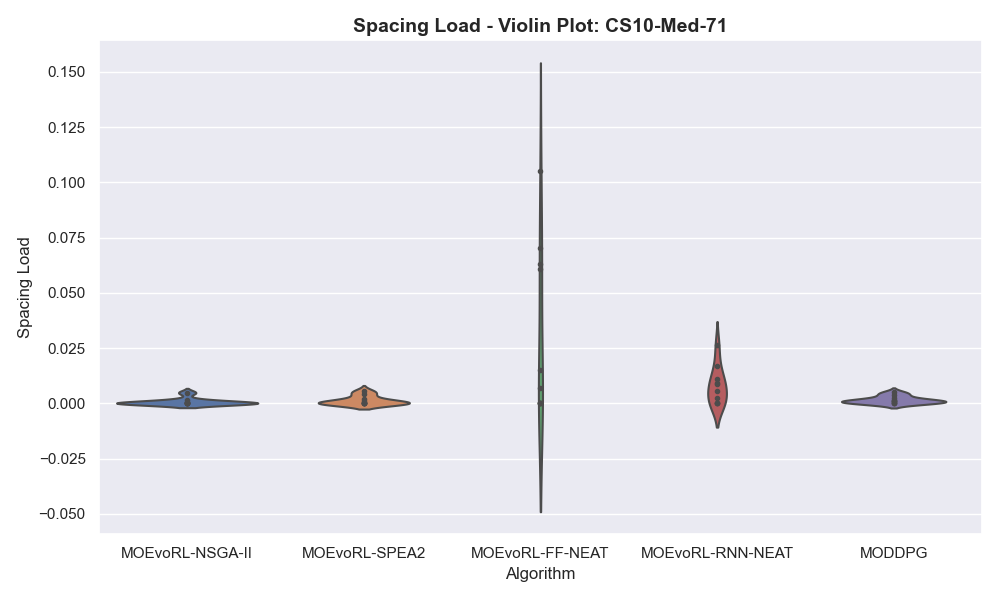 Spacing Load - Violin Plot: CS10-Med-71
0.150
0.125
0.100
0.075
0.050
0.025
0.000
−0.025
−0.050
Spacing Load
MOEvoRL-NSGA-II MOEvoRL-SPEA2 MOEvoRL-FF-NEAT MOEvoRL-RNN-NEAT MODDPG
Algorithm